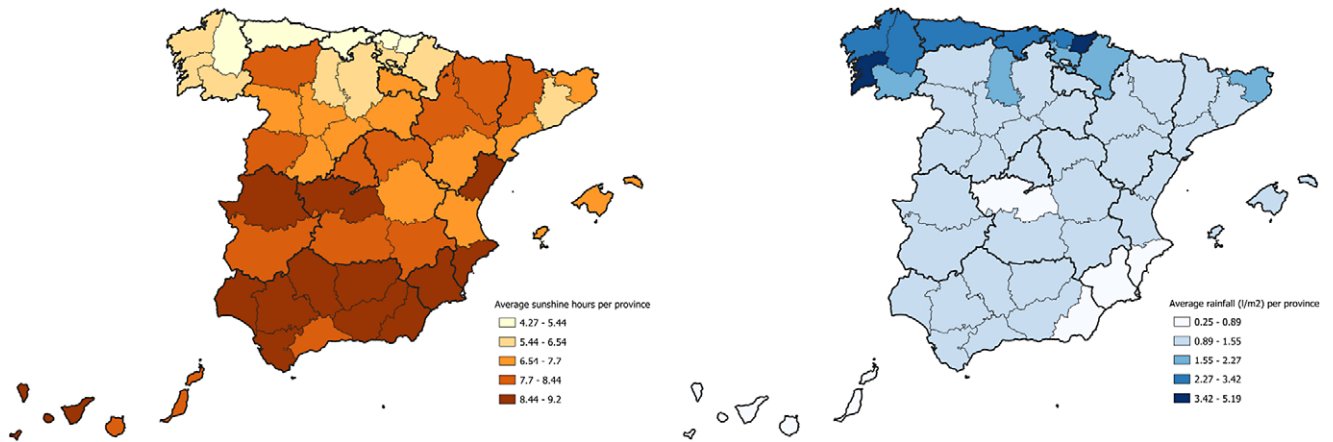 Average sunshine hours per province
4.27 - 5.44
5.44 - 6.54
6.54 - 7.7
7.7 - 8.44
8.44 - 9.2
Average rainfall (l/m2) per province
0.25 - 0.89
0.89 - 1.55
1.55 - 2.27
2.27 - 3.42
3.42 - 5.19